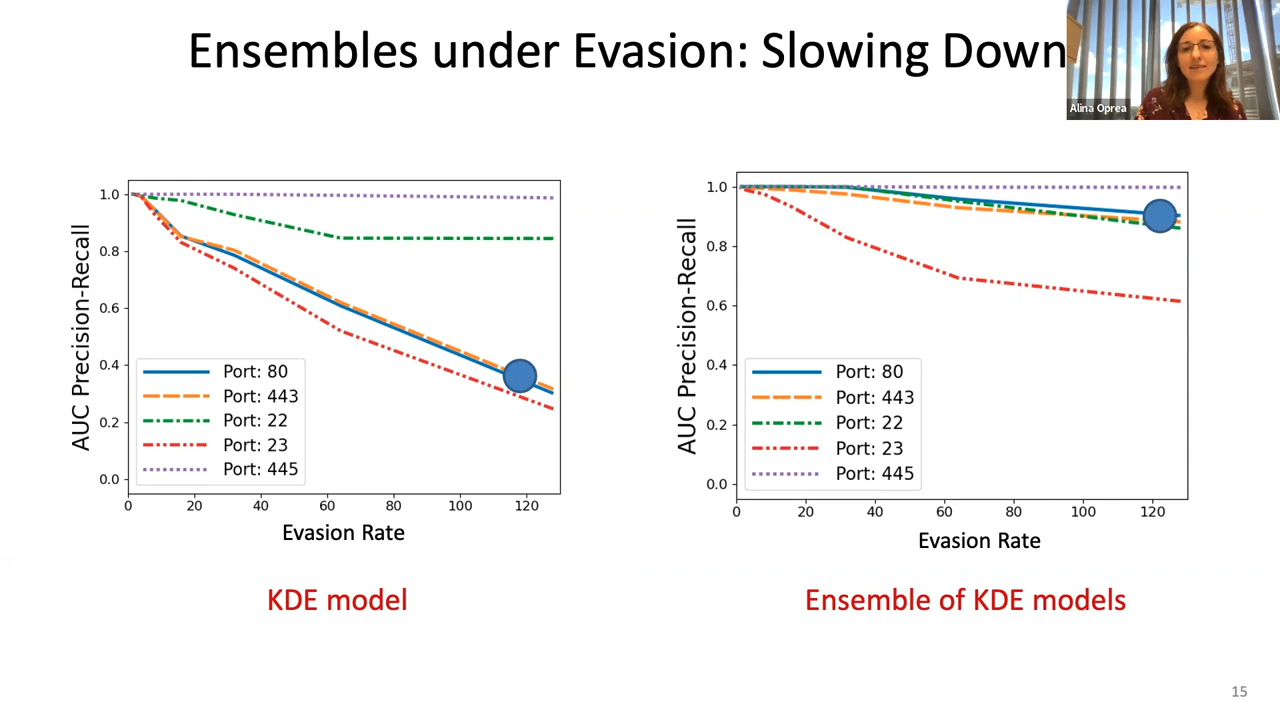 Ensembles under Evasion: Slowing Down
Alina Oprea
AUC Precision-Recall
1.0
0.8
0.6
0.4
0.2
0.0
Port: 80
Port: 443
Port: 22
Port: 23
Port: 445
0 20 40 60 80 100 120
Evasion Rate
KDE model
AUC Precision-Recall
1.0
0.8
0.6
0.4
0.2
0.0
Port: 80
Port: 443
Port: 22
Port: 23
Port: 445
0 20 40 60 80 100 120
Evasion Rate
Ensemble of KDE models
15